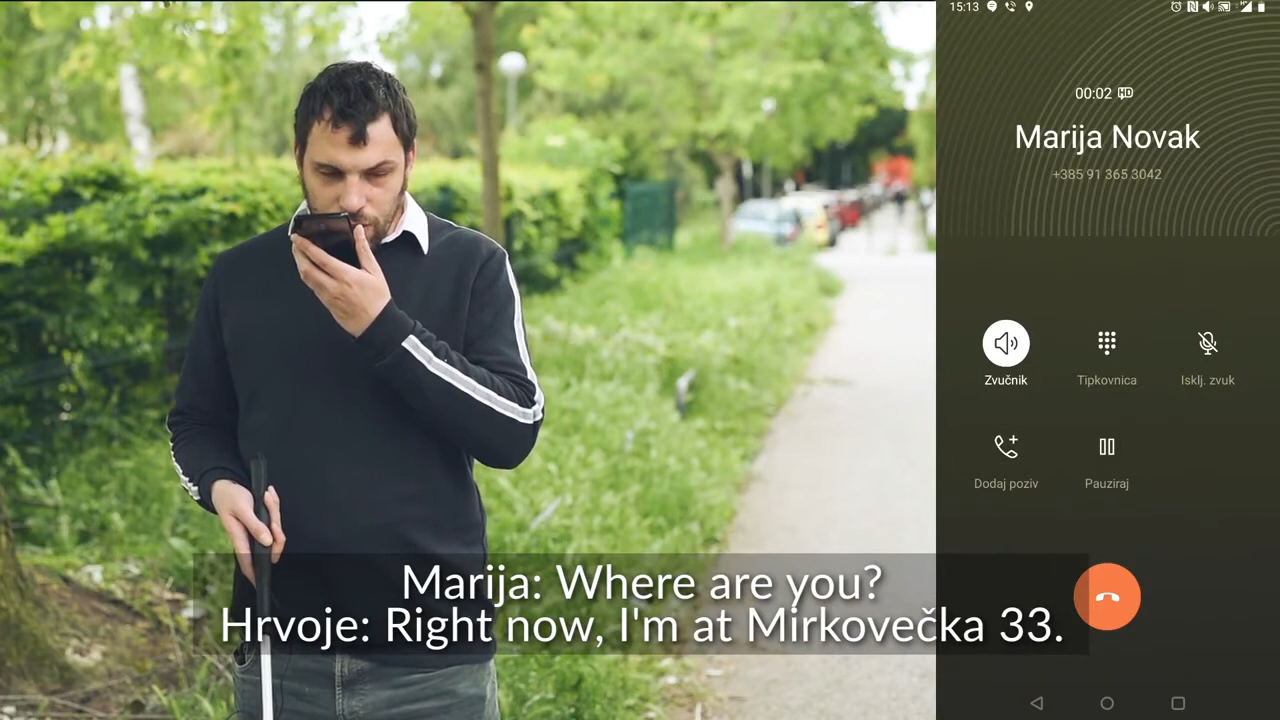 15:13
00:02 HD
Marija Novak
+385 91 365 3042
Zvučnik Tipkovnica Isklj. zvuk
Dodaj poziv Pauziraj
Marija: Where are you?
Hrvoje: Right now, I'm at Mirkovečka 33.